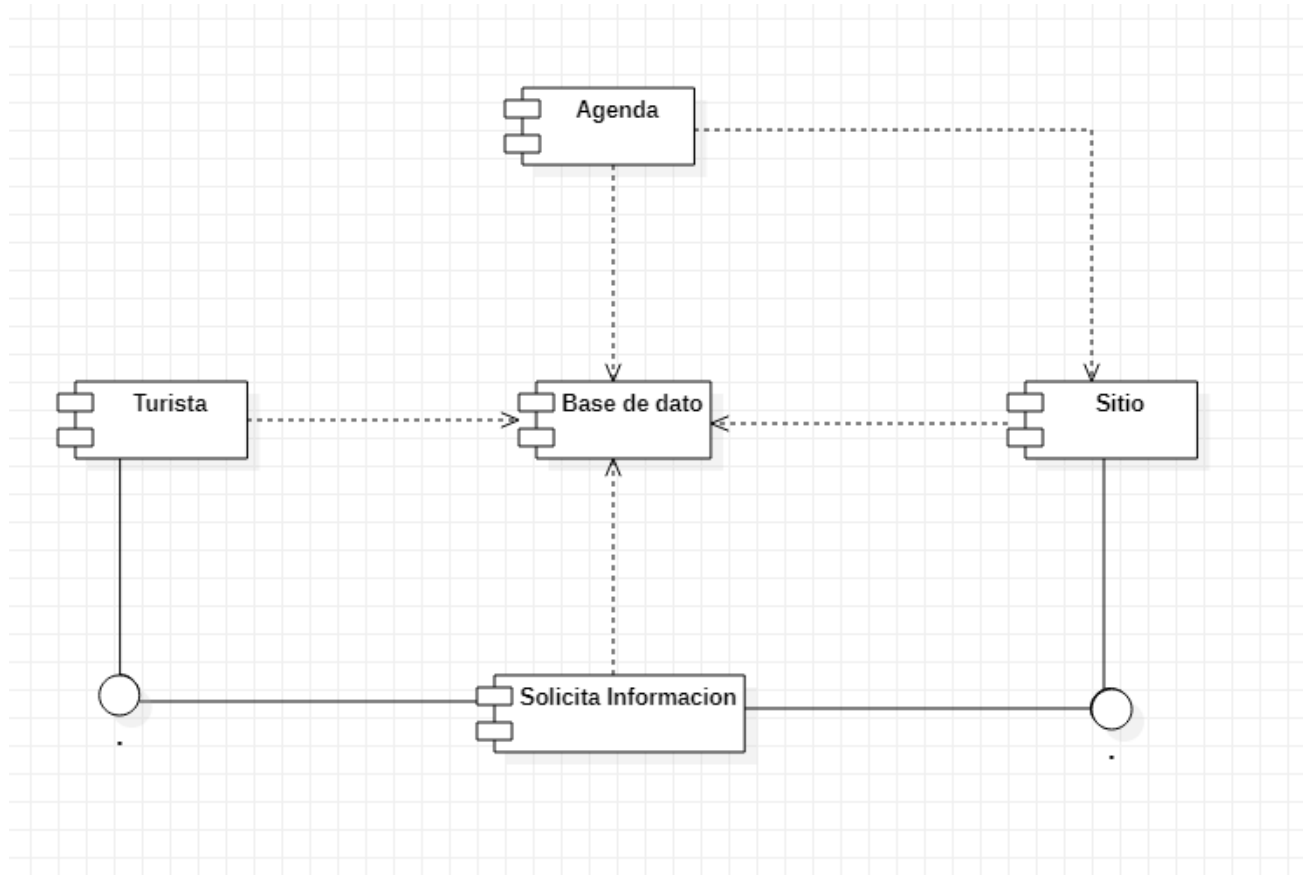 Agenda
Turista
Base de dato
Sitio
Solicita Informacion
.
.